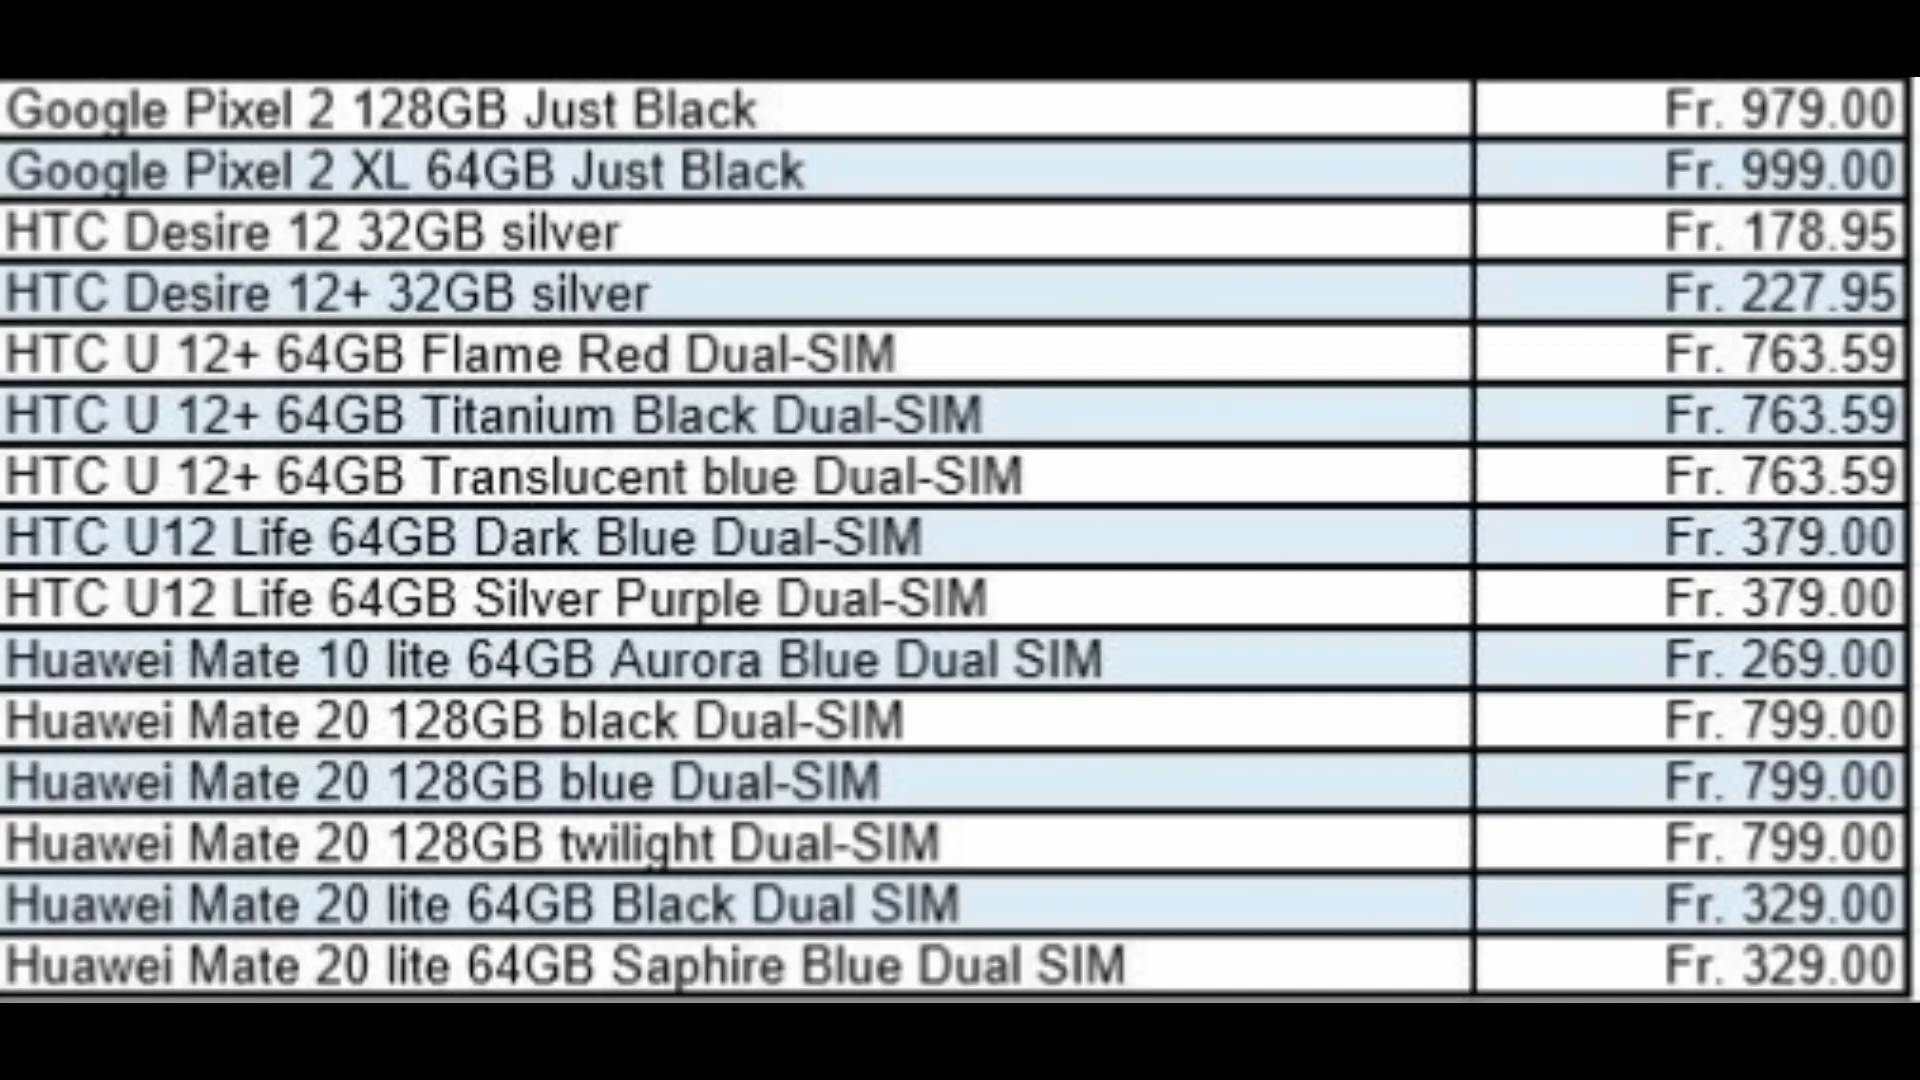 Google Pixel 2 128GB Just Black Fr. 979.00
Google Pixel 2 XL 64GB Just Black Fr. 999.00
HTC Desire 12 32GB silver Fr. 178.95
HTC Desire 12+ 32GB silver Fr. 227.95
HTC U 12+ 64GB Flame Red Dual-SIM Fr. 763.59
HTC U 12+ 64GB Titanium Black Dual-SIM Fr. 763.59
HTC U 12+ 64GB Translucent blue Dual-SIM Fr. 763.59
HTC U12 Life 64GB Dark Blue Dual-SIM Fr. 379.00
HTC U12 Life 64GB Silver Purple Dual-SIM Fr. 379.00
Huawei Mate 10 lite 64GB Aurora Blue Dual SIM Fr. 269.00
Huawei Mate 20 128GB black Dual-SIM Fr. 799.00
Huawei Mate 20 128GB blue Dual-SIM Fr. 799.00
Huawei Mate 20 128GB twilight Dual-SIM Fr. 799.00
Huawei Mate 20 lite 64GB Black Dual SIM Fr. 329.00
Huawei Mate 20 lite 64GB Saphire Blue Dual SIM Fr. 329.00